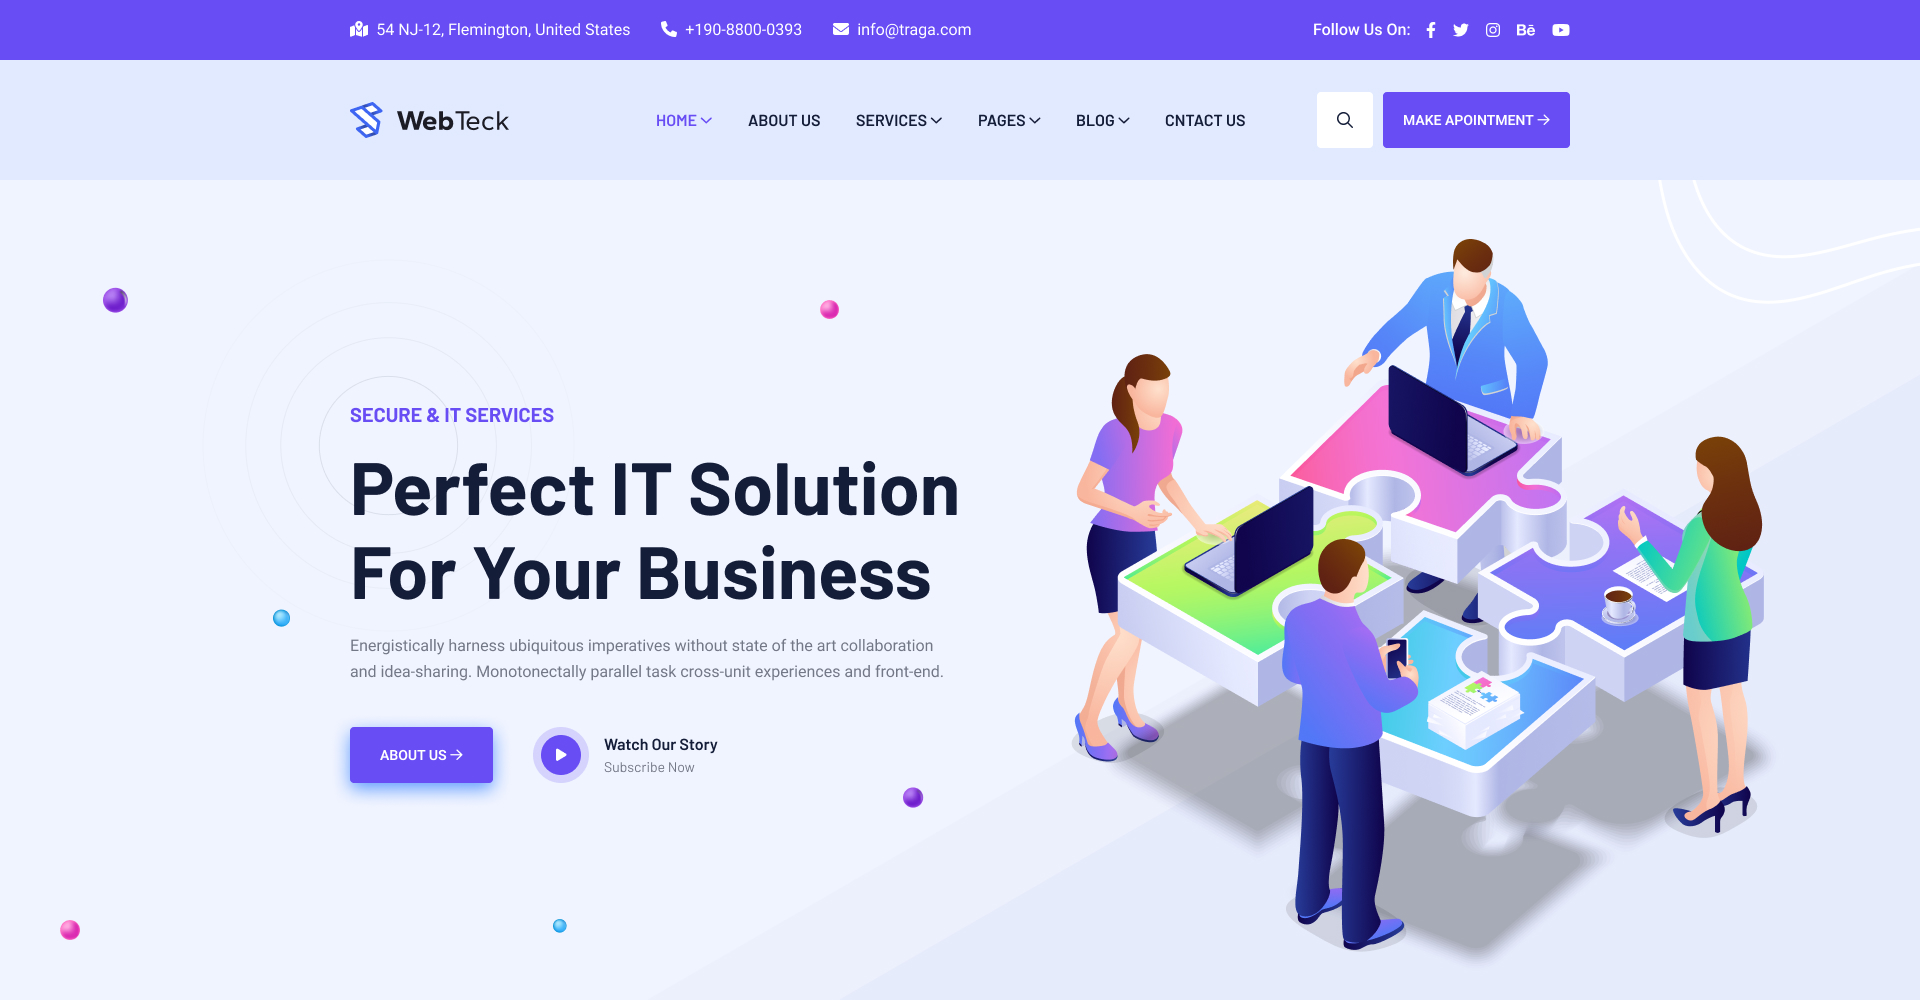 54 NJ-12, Flemington, United States
+190-8800-0393
info@traga.com
Follow Us On:
Bē
WebTeck
HOME
ABOUT US
SERVICES
PAGES
BLOG
CNTACT US
MAKE APOINTMENT
SECURE & IT SERVICES
Perfect IT Solution
For Your Business
Energistically harness ubiquitous imperatives without state of the art collaboration
and idea-sharing. Monotonectally parallel task cross-unit experiences and front-end.
ABOUT US
Watch Our Story
Subscribe Now